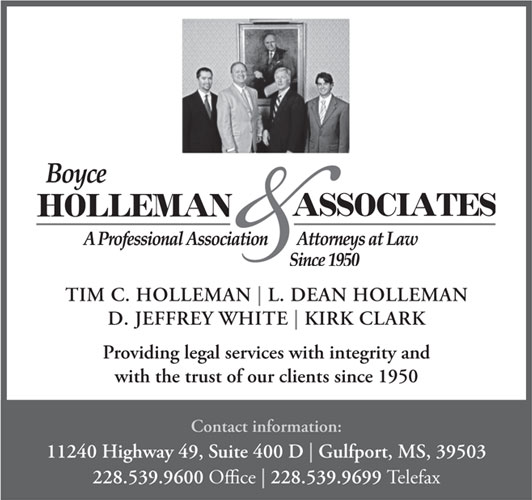 Boyce
HOLLEMAN & ASSOCIATES
A Professional Association Attorneys at Law
Since 1950
TIM C. HOLLEMAN | L. DEAN HOLLEMAN
D. JEFFREY WHITE | KIRK CLARK
Providing legal services with integrity and
with the trust of our clients since 1950
Contact information:
11240 Highway 49, Suite 400 D | Gulfport, MS, 39503
228.539.9600 Office | 228.539.9699 Telefax